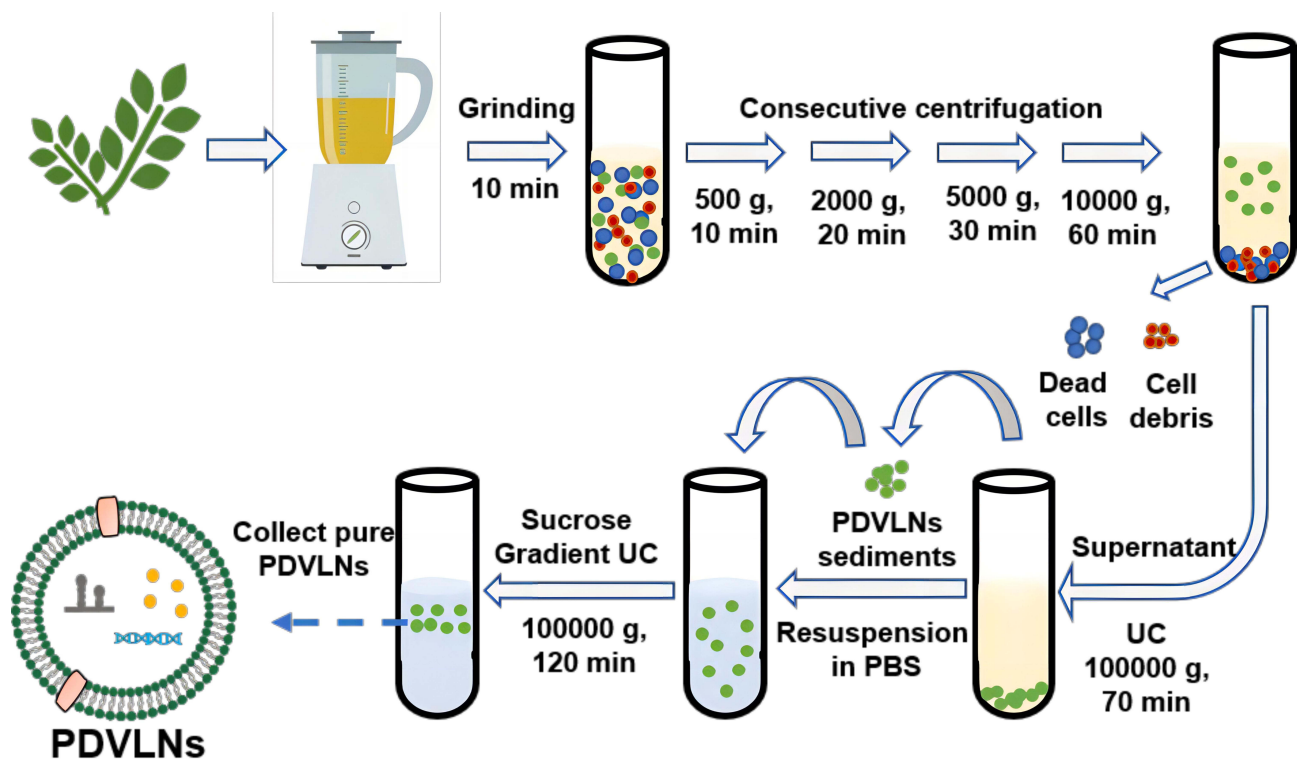 Grinding
10 min
Consecutive centrifugation
500 g,
10 min
2000 g,
20 min
5000 g,
30 min
10000 g,
60 min
Dead
cells
Cell
debris
Supernatant
UC
100000 g,
70 min
PDVLNs
sediments
Resuspension
in PBS
Sucrose
Gradient UC
100000 g,
120 min
Collect pure
PDVLNs
PDVLNs